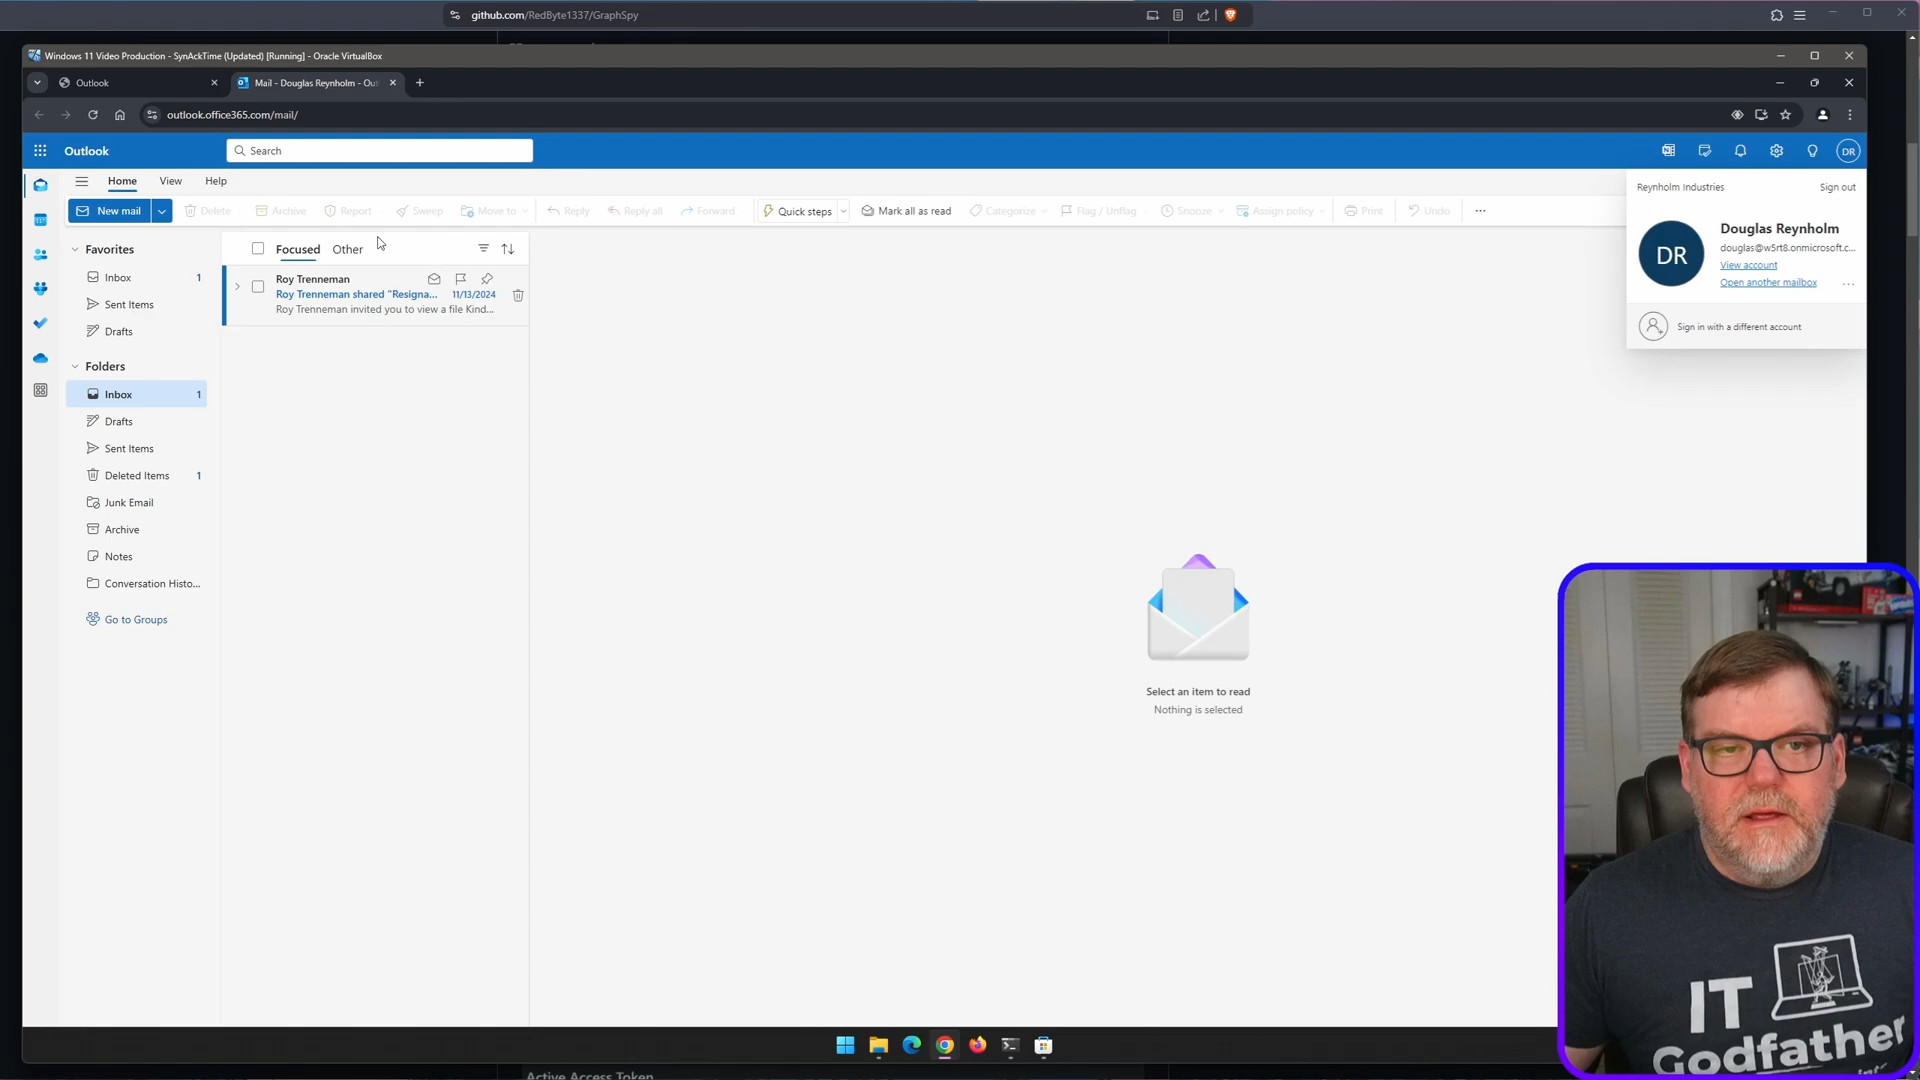 github.com/RedByte1337/GraphSpy
Windows 11 Video Production - SynAckTime (Updated) [Running] - Oracle VirtualBox
Outlook
Mail - Douglas Reynholm - Out
outlook.office365.com/mail/
Outlook
Search
DR
Home
View
Help
Reynholm Industries
Sign out
New mail
Delete
Archive
Report
Sweep
Move to
Reply
Reply all
Forward
Quick steps
Mark all as read
Categorize
Flag / Unflag
Snooze
Assign policy
Print
Undo
DR
Douglas Reynholm
douglas@w5rt8.onmicrosoft.c...
View account
Open another mailbox
Sign in with a different account
Favorites
Inbox 1
Sent Items
Drafts
Folders
Inbox 1
Drafts
Sent Items
Deleted Items 1
Junk Email
Archive
Notes
Conversation Histo...
Go to Groups
Focused
Other
Roy Trenneman
Roy Trenneman shared "Resigna... 11/13/2024
Roy Trenneman invited you to view a file Kind...
Select an item to read
Nothing is selected
IT
Godfather
Active Access Token